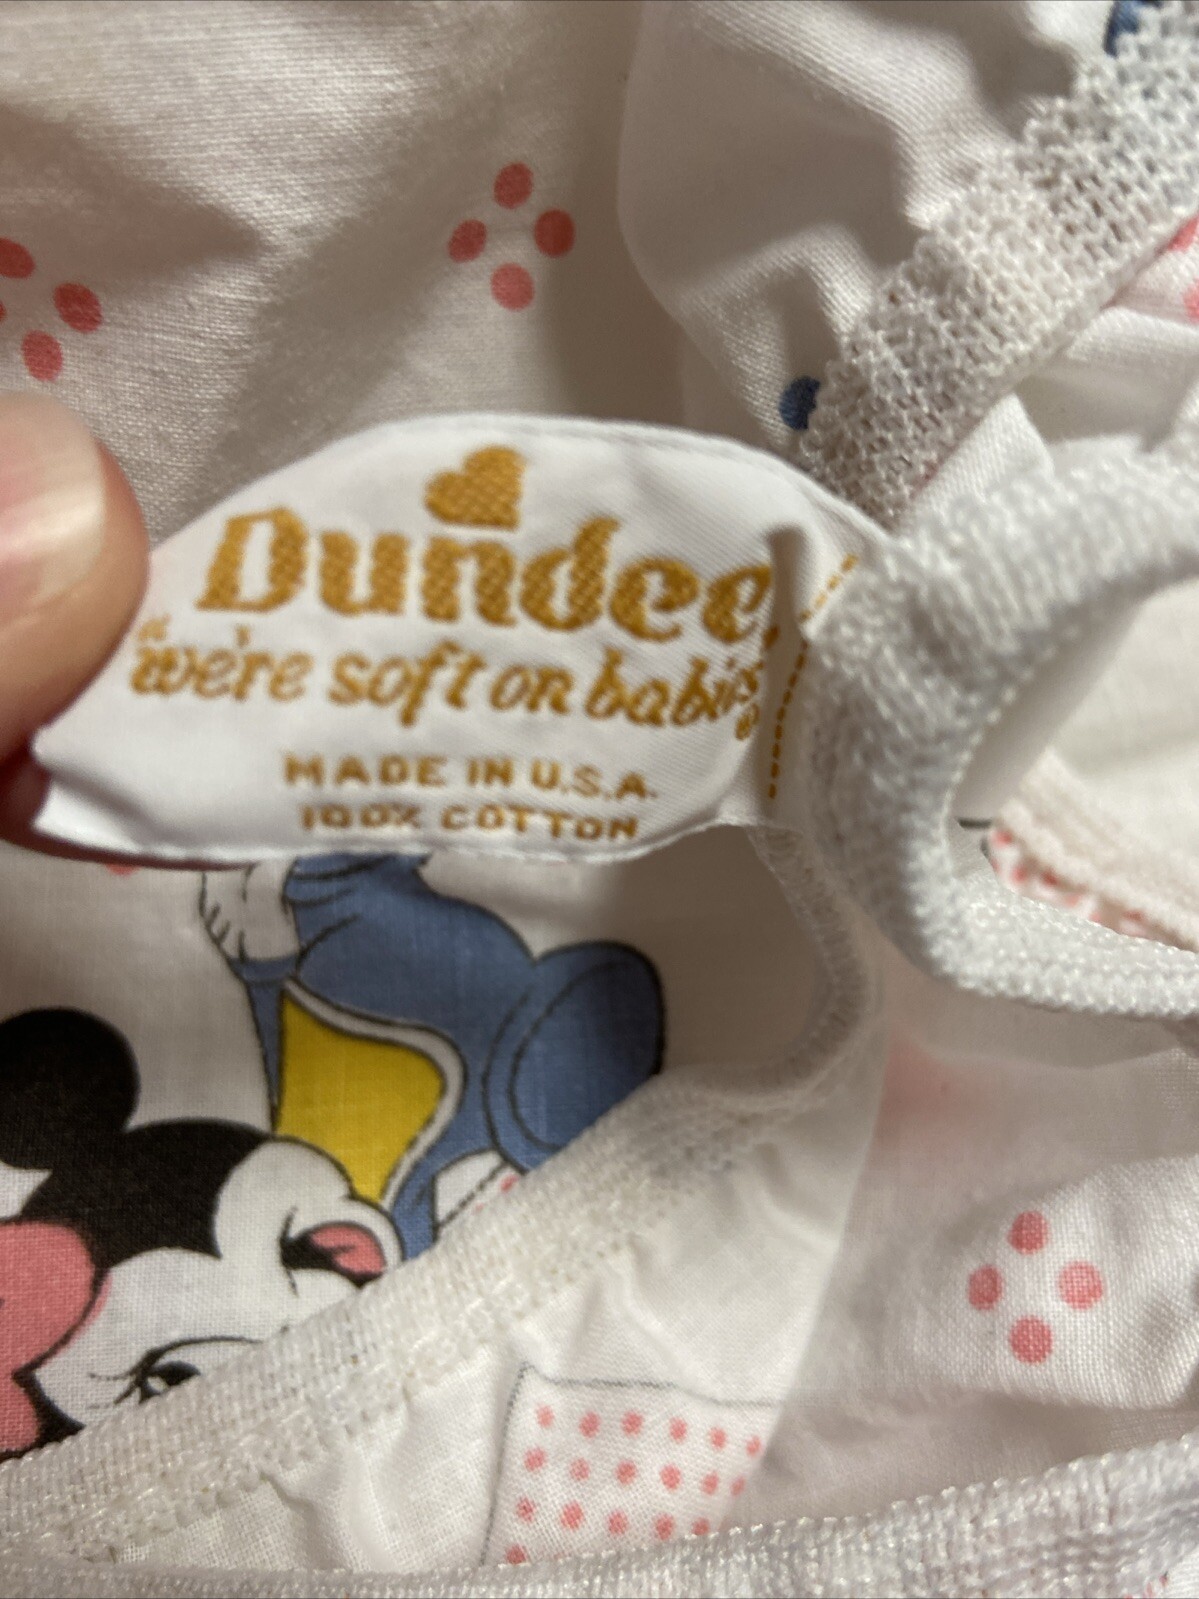 Dundee
"we're soft on babies"®
MADE IN U.S.A.
100% COTTON